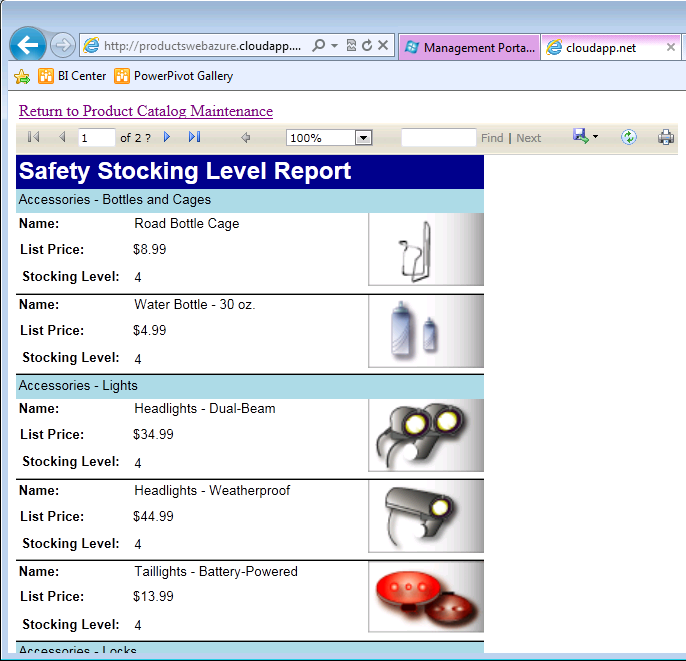 http://productswebazure.cloudapp....
Management Porta...
cloudapp.net
BI Center
PowerPivot Gallery
Return to Product Catalog Maintenance
1 of 2 ?
100%
Find | Next
Safety Stocking Level Report
Accessories - Bottles and Cages
Name: Road Bottle Cage
List Price: $8.99
Stocking Level: 4
Name: Water Bottle - 30 oz.
List Price: $4.99
Stocking Level: 4
Accessories - Lights
Name: Headlights - Dual-Beam
List Price: $34.99
Stocking Level: 4
Name: Headlights - Weatherproof
List Price: $44.99
Stocking Level: 4
Name: Taillights - Battery-Powered
List Price: $13.99
Stocking Level: 4
Accessories - Locks